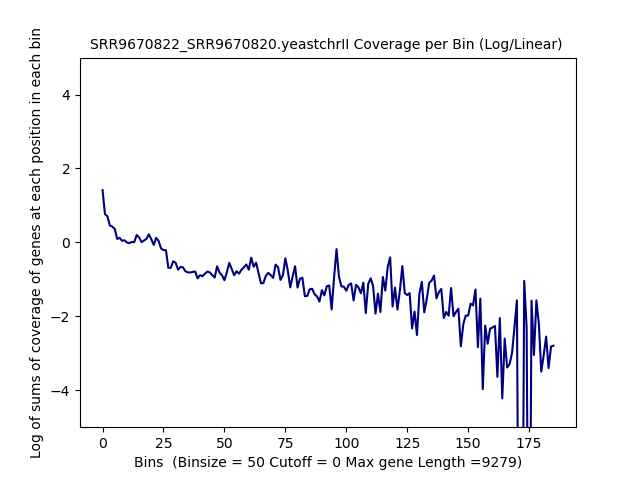 SRR9670822_SRR9670820.yeastchrII Coverage per Bin (Log/Linear)
Log of sums of coverage of genes at each position in each bin
4
2
0
−2
−4
0 25 50 75 100 125 150 175
Bins  (Binsize = 50 Cutoff = 0 Max gene Length =9279)